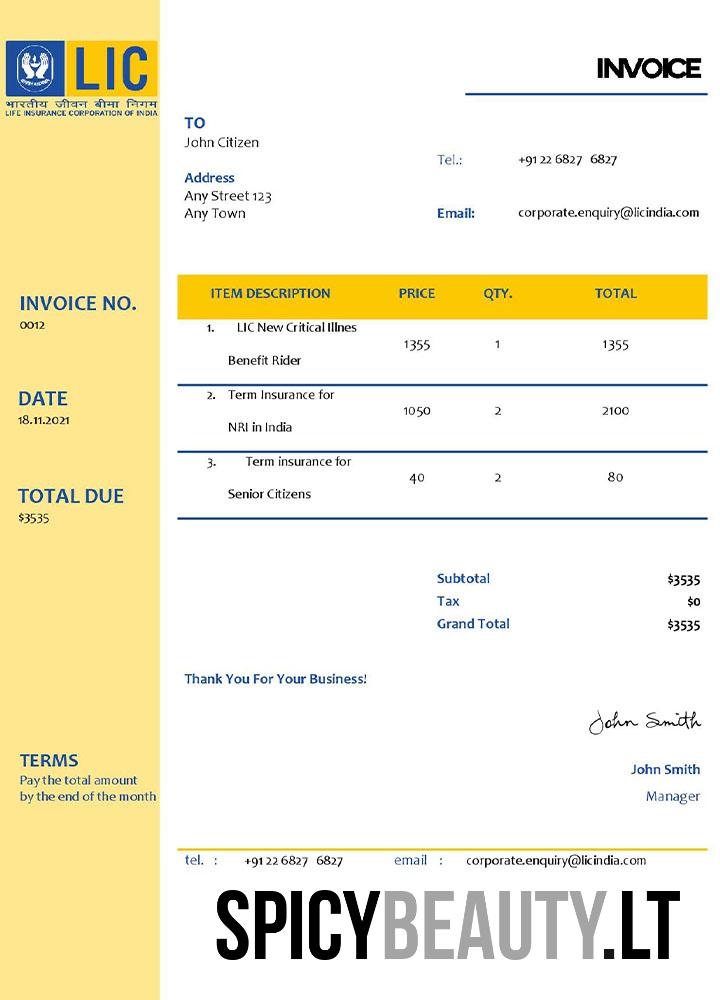 LIC
भारतीय जीवन बीमा निगम
LIFE INSURANCE CORPORATION OF INDIA
INVOICE
TO
John Citizen
Address
Any Street 123
Any Town
Tel.: +91 22 6827 6827
Email: corporate.enquiry@licindia.com
INVOICE NO.
0012
DATE
18.11.2021
TOTAL DUE
$3535
ITEM DESCRIPTION PRICE QTY. TOTAL
1. LIC New Critical Illnes
1355 1 1355
Benefit Rider
2. Term Insurance for
1050 2 2100
NRI in India
3. Term insurance for
40 2 80
Senior Citizens
Subtotal $3535
Tax $0
Grand Total $3535
Thank You For Your Business!
John Smith
John Smith
Manager
TERMS
Pay the total amount
by the end of the month
tel. : +91 22 6827 6827 email : corporate.enquiry@licindia.com
SPICYBEAUTY.LT